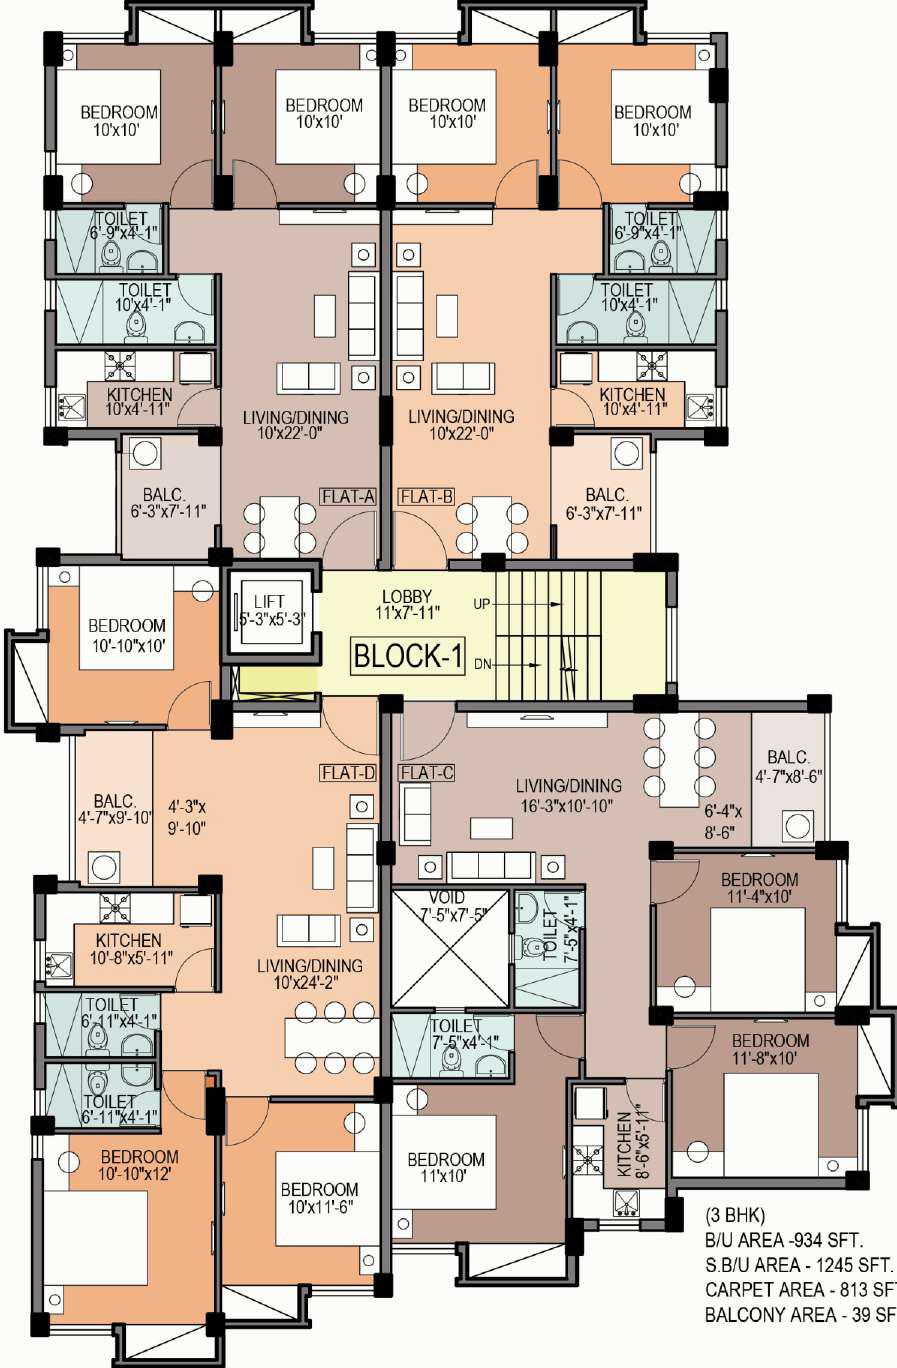 BEDROOM
10'x10'
BEDROOM
10'x10'
BEDROOM
10'x10'
BEDROOM
10'x10'
TOILET
6'-9"x4'-1"
TOILET
6'-9"x4'-1"
TOILET
10'x4'-1"
TOILET
10'x4'-1"
KITCHEN
10'x4'-11"
LIVING/DINING
10'x22'-0"
LIVING/DINING
10'x22'-0"
KITCHEN
10'x4'-11"
BALC.
6'-3"x7'-11"
FLAT-A
FLAT-B
BALC.
6'-3"x7'-11"
BEDROOM
10'-10"x10'
LIFT
5'-3"x5'-3"
LOBBY
11'x7'-11"
UP
BLOCK-1
DN
FLAT-D
FLAT-C
BALC.
4'-7"x9'-10"
4'-3"x
9'-10"
LIVING/DINING
16'-3"x10'-10"
6'-4"x
8'-6"
BALC.
4'-7"x8'-6"
KITCHEN
10'-8"x5'-11"
LIVING/DINING
10'x24'-2"
VOID
7'-5"x7'-5"
TOILET
7'-5"x4'-1"
BEDROOM
11'-4"x10'
TOILET
6'-11"x4'-1"
TOILET
7'-5"x4'-1"
BEDROOM
11'-8"x10'
TOILET
6'-11"x4'-1"
BEDROOM
10'-10"x12'
BEDROOM
10'x11'-6"
BEDROOM
11'x10'
KITCHEN
8'-6"x5'-11"
(3 BHK)
B/U AREA -934 SFT.
S.B/U AREA - 1245 SFT.
CARPET AREA - 813 SF
BALCONY AREA - 39 SF